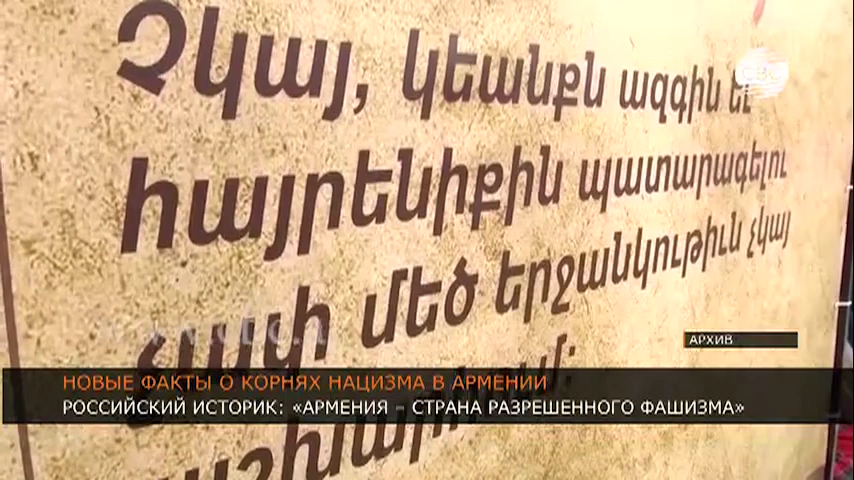 Չկայ, կեանքն ազգին եւ
CBC
հայրենիքին պատարագելու
չափ մեծ երջանկութիւն չկայ
АРХИВ
НОВЫЕ ФАКТЫ О КОРНЯХ НАЦИЗМА В АРМЕНИИ
РОССИЙСКИЙ ИСТОРИК: «АРМЕНИЯ – СТРАНА РАЗРЕШЕННОГО ФАШИЗМА»